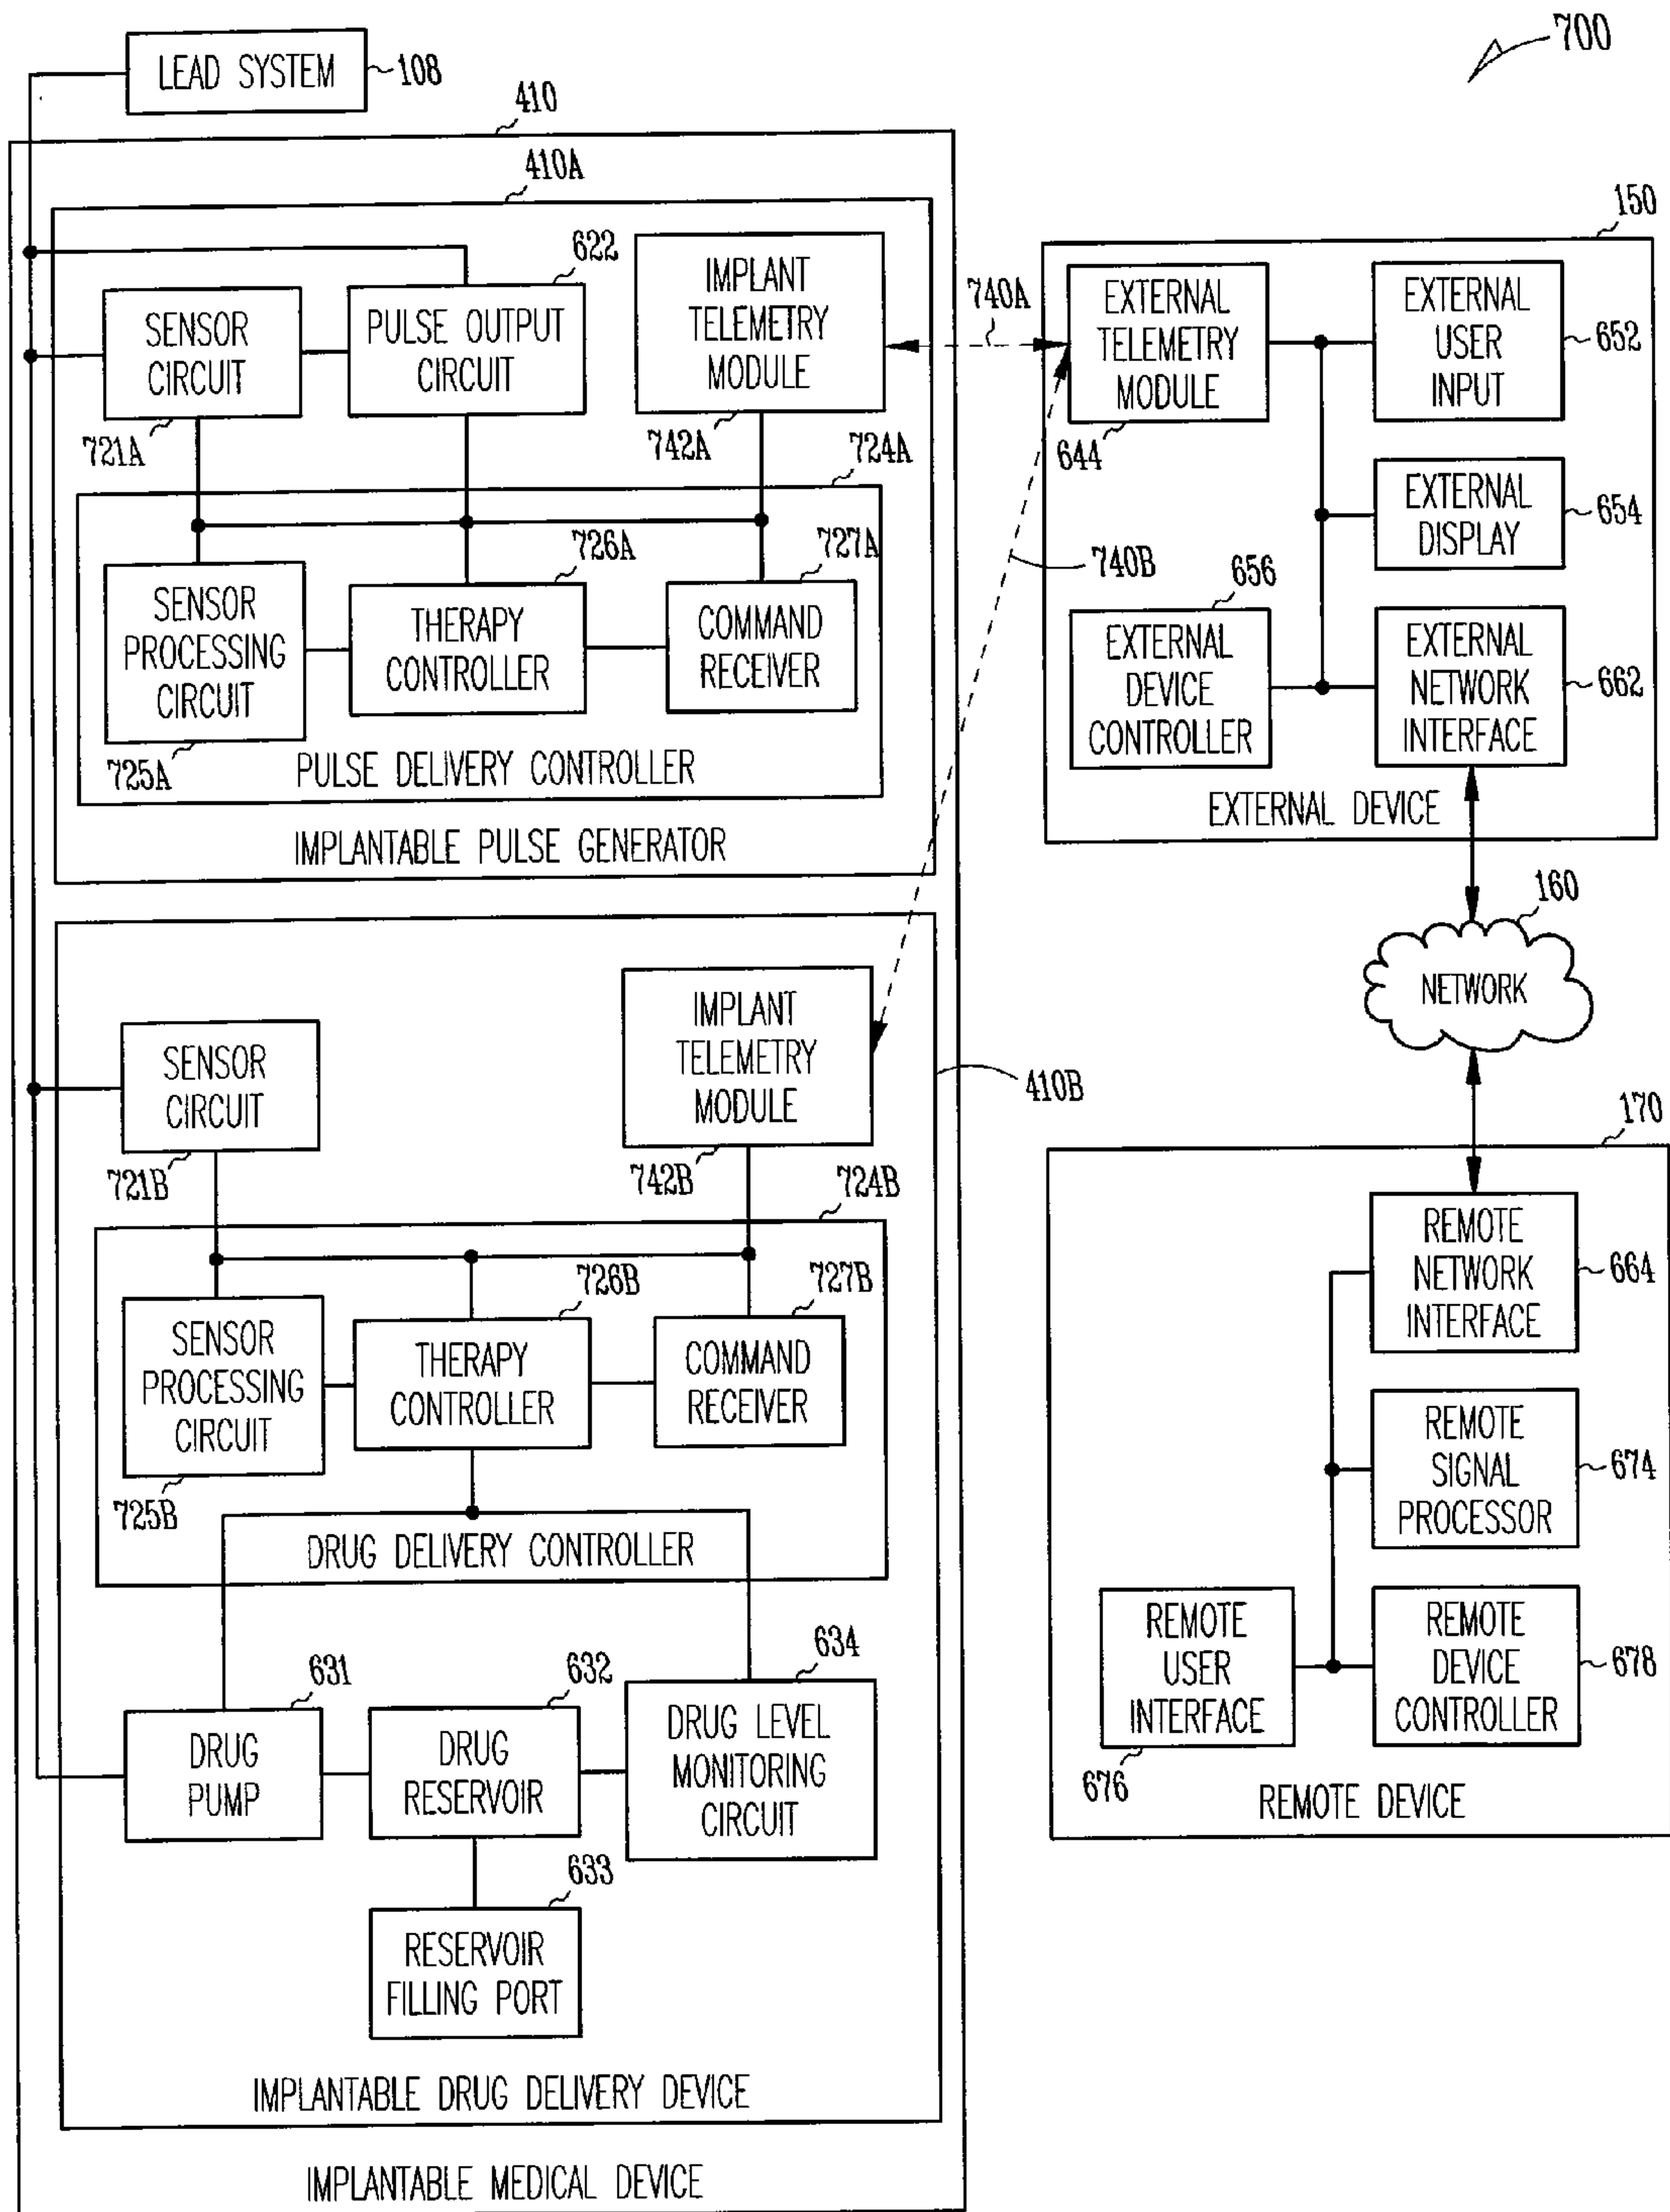 700
LEAD SYSTEM
108
410
410A
622
SENSOR
CIRCUIT
721A
PULSE OUTPUT
CIRCUIT
IMPLANT
TELEMETRY
MODULE
742A
724A
726A
727A
SENSOR
PROCESSING
CIRCUIT
725A
THERAPY
CONTROLLER
COMMAND
RECEIVER
PULSE DELIVERY CONTROLLER
IMPLANTABLE PULSE GENERATOR
740A
740B
150
EXTERNAL
TELEMETRY
MODULE
644
EXTERNAL
USER
INPUT
652
EXTERNAL
DISPLAY
654
656
EXTERNAL
DEVICE
CONTROLLER
EXTERNAL
NETWORK
INTERFACE
662
EXTERNAL DEVICE
160
NETWORK
410B
SENSOR
CIRCUIT
721B
IMPLANT
TELEMETRY
MODULE
742B
724B
726B
727B
SENSOR
PROCESSING
CIRCUIT
725B
THERAPY
CONTROLLER
COMMAND
RECEIVER
DRUG DELIVERY CONTROLLER
631
632
634
DRUG
PUMP
DRUG
RESERVOIR
DRUG LEVEL
MONITORING
CIRCUIT
633
RESERVOIR
FILLING PORT
IMPLANTABLE DRUG DELIVERY DEVICE
IMPLANTABLE MEDICAL DEVICE
170
REMOTE
NETWORK
INTERFACE
664
REMOTE
SIGNAL
PROCESSOR
674
REMOTE
USER
INTERFACE
676
REMOTE
DEVICE
CONTROLLER
678
REMOTE DEVICE